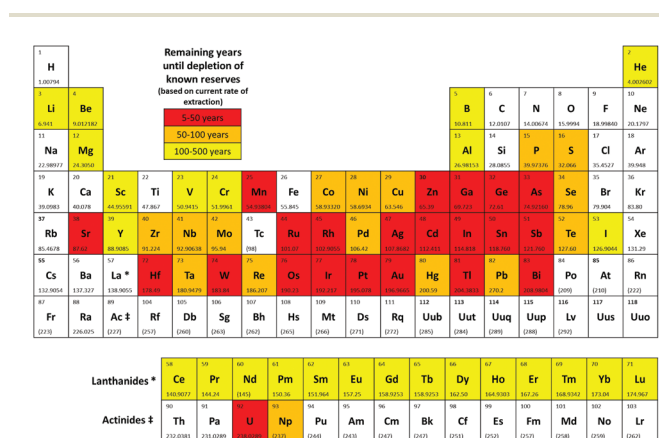 Remaining years
until depletion of
known reserves
(based on current rate of
extraction)
5-50 years
50-100 years
100-500 years
1 2
H He
1.00794 4.002602
3 4 5 6 7 8 9 10
Li Be B C N O F Ne
6.941 9.012182 10.811 12.0107 14.00674 15.9994 18.99840 20.1797
11 12 13 14 15 16 17 18
Na Mg Al Si P S Cl Ar
22.98977 24.3050 26.98153 28.0855 39.97376 32.066 35.4527 39.948
19 20 21 22 23 24 25 26 27 28 29 30 31 32 33 34 35 36
K Ca Sc Ti V Cr Mn Fe Co Ni Cu Zn Ga Ge As Se Br Kr
39.0983 40.078 44.95591 47.867 50.9415 51.9961 55.845 58.93320 58.6934 63.546 65.39 69.723 72.61 74.92160 78.96 79.904 83.80
37 38 39 40 41 42 43 44 45 46 47 48 49 50 51 52 53 54
Rb Sr Y Zr Nb Mo Tc Ru Rh Pd Ag Cd In Sn Sb Te I Xe
85.4678 87.62 88.9085 91.224 92.90638 95.94 (98) 101.07 106.42 107.8682 112.411 114.818 118.760 121.760 127.60 126.9044 131.29
55 56 57 72 73 74 75 76 77 78 79 80 81 82 83 84 85 86
Cs Ba La * Hf Ta W Re Os Ir Pt Au Hg Tl Pb Bi Po At Rn
132.9054 137.327 138.9055 178.49 180.9479 183.84 186.207 190.23 192.217 195.078 196.9665 200.59 204.3833 270.2 208.9804 (209) (210) (222)
87 88 89 104 105 106 107 108 109 110 111 112 113 114 115 116 117 118
Fr Ra Ac ‡ Rf Db Sg Bh Hs Mt Ds Rq Uub Uut Uuq Uup Lv Uus Uuo
(223) 226.025 (227) (257) (260) (263) (262) (265) (266) (271) (272) (285) (284) (289) (288) (292)
58 59 60 61 62 63 64 65 66 67 68 69 70 71
Lanthanides * Ce Pr Nd Pm Sm Eu Gd Tb Dy Ho Er Tm Yb Lu
140.9077 144.24 (145) 150.36 151.964 157.25 158.9253 158.9253 162.50 164.9303 167.26 168.9342 173.04 174.967
90 91 92 93 94 95 96 97 98 99 100 101 102 103
Actinides ‡ Th Pa U Np Pu Am Cm Bk Cf Es Fm Md No Lr
232.0381 231.0289 (237) (244) (243) (247) (247) (251) (252) (257) (258) (259) (262)